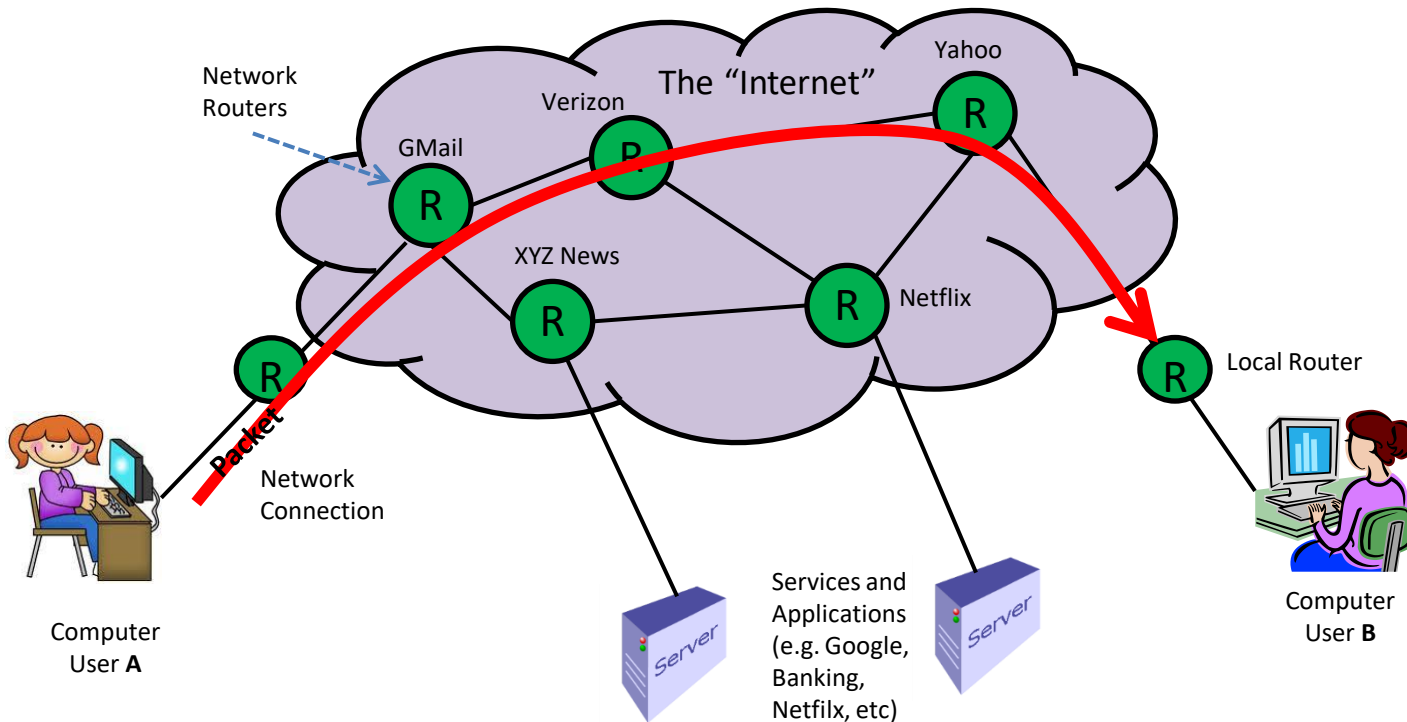 Yahoo
The “Internet”
Network
Routers
Verizon
R
GMail
R
R
XYZ News
R
R
Netflix
R
R
Local Router
Packet
Network
Connection
Services and
Applications
(e.g. Google,
Banking,
Netfilx, etc)
Server
Server
Computer
User A
Computer
User B